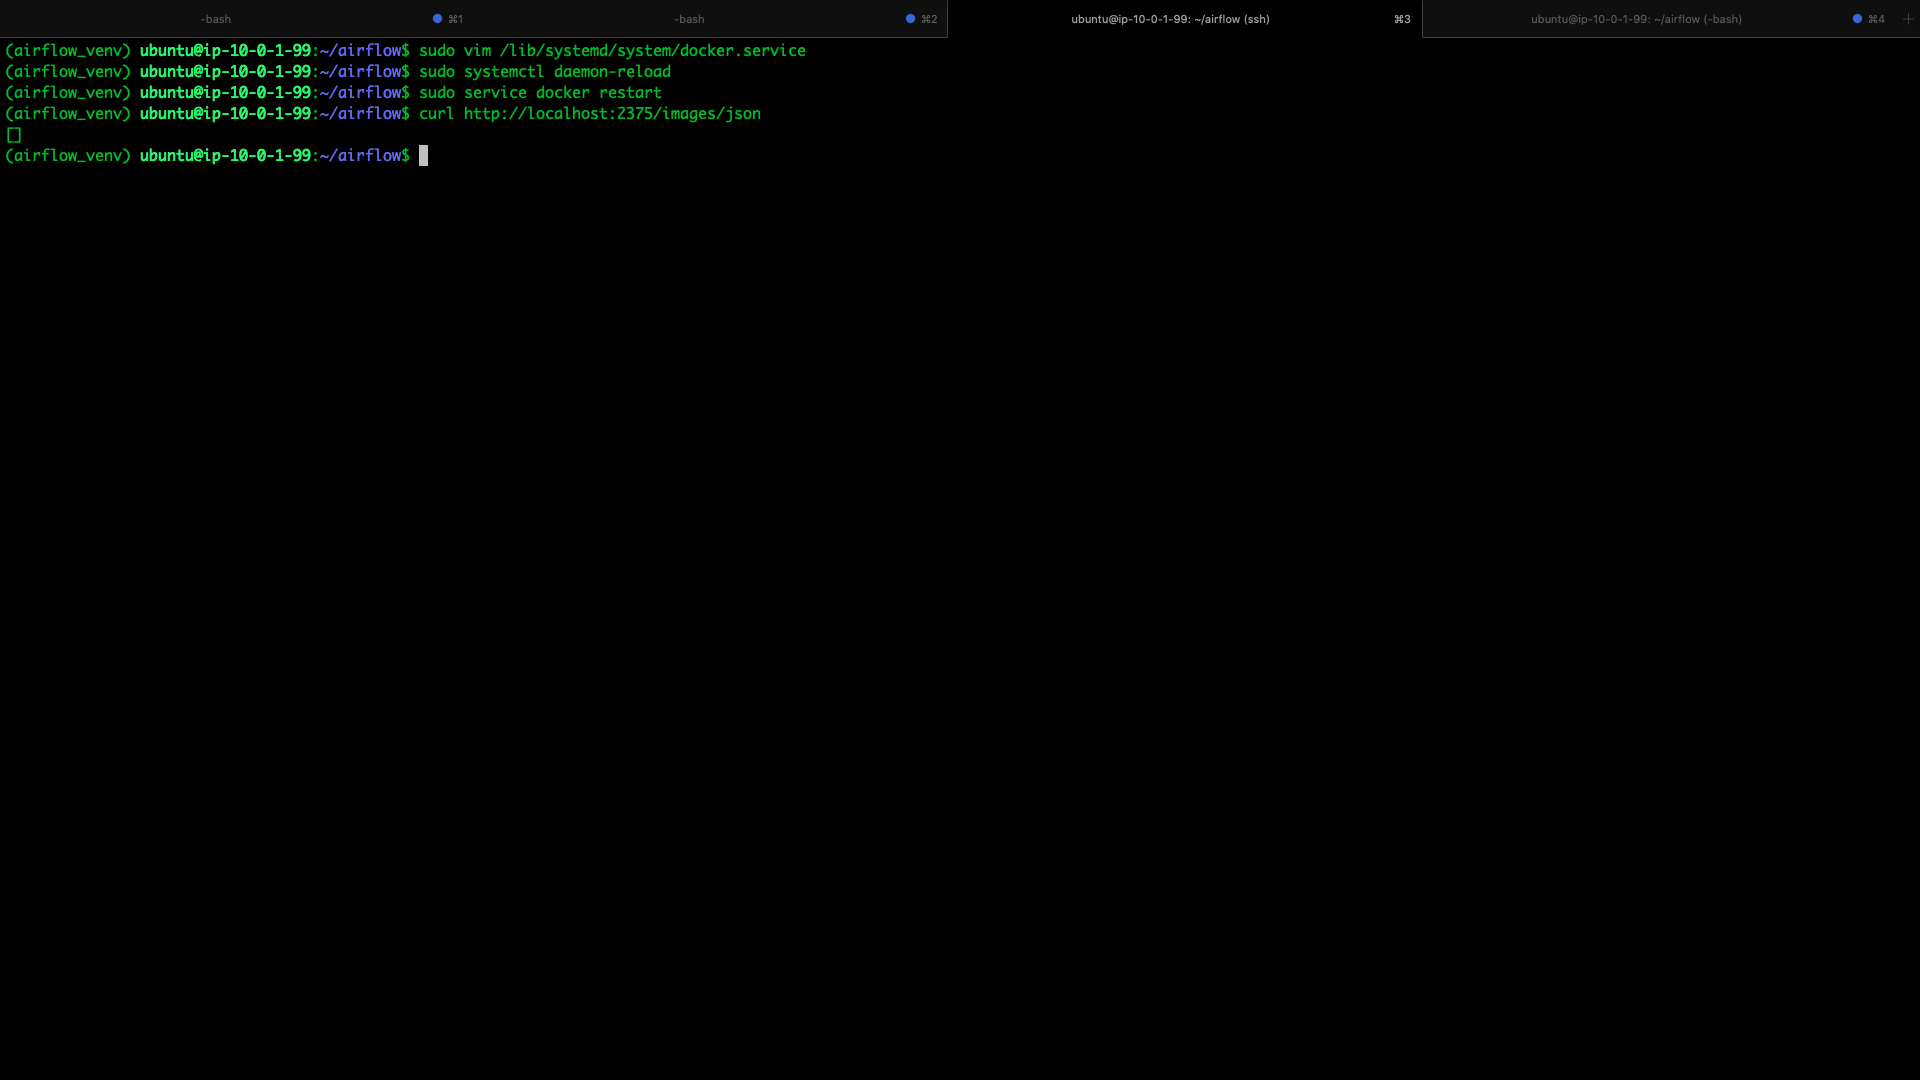 -bash ⌘1 -bash ⌘2 ubuntu@ip-10-0-1-99: ~/airflow (ssh) ⌘3 ubuntu@ip-10-0-1-99: ~/airflow (-bash) ⌘4 +
(airflow_venv) ubuntu@ip-10-0-1-99:~/airflow$ sudo vim /lib/systemd/system/docker.service
(airflow_venv) ubuntu@ip-10-0-1-99:~/airflow$ sudo systemctl daemon-reload
(airflow_venv) ubuntu@ip-10-0-1-99:~/airflow$ sudo service docker restart
(airflow_venv) ubuntu@ip-10-0-1-99:~/airflow$ curl http://localhost:2375/images/json
[]
(airflow_venv) ubuntu@ip-10-0-1-99:~/airflow$